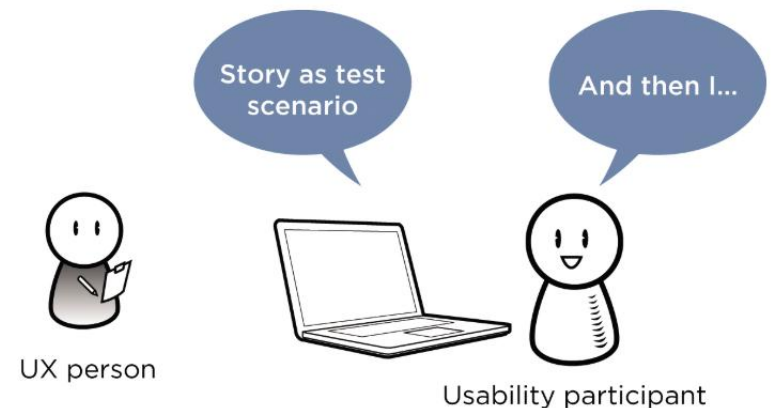 Story as test
scenario
And then I...
UX person
Usability participant